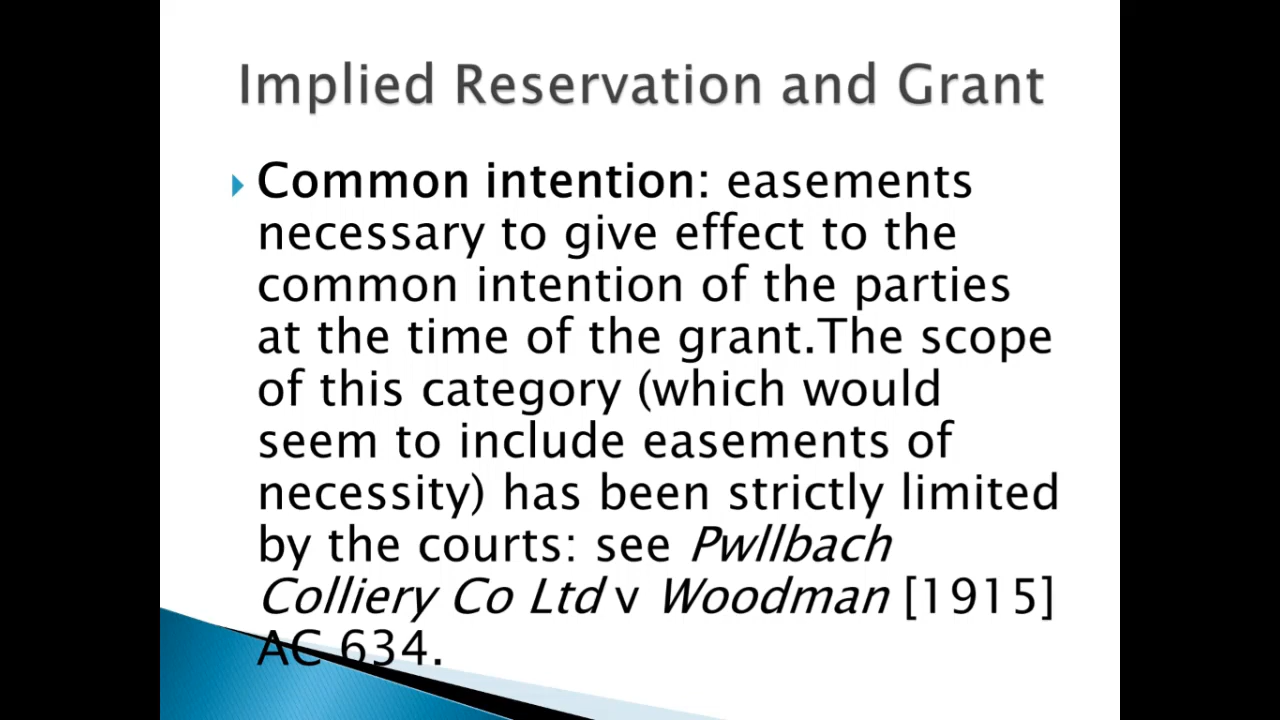 Implied Reservation and Grant
Common intention: easements
necessary to give effect to the
common intention of the parties
at the time of the grant.The scope
of this category (which would
seem to include easements of
necessity) has been strictly limited
by the courts: see Pwllbach
Colliery Co Ltd v Woodman [1915]
AC 634.